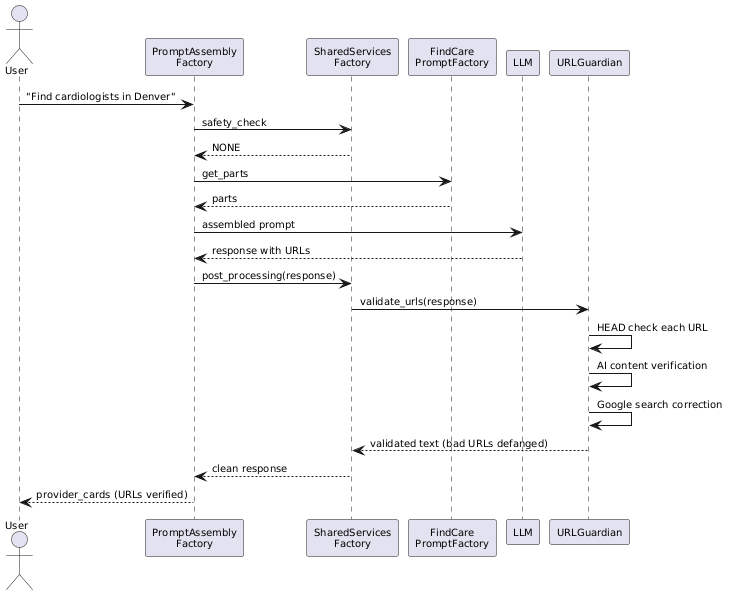 User
PromptAssembly
Factory
SharedServices
Factory
FindCare
PromptFactory
LLM
URLGuardian
"Find cardiologists in Denver"
safety_check
NONE
get_parts
parts
assembled prompt
response with URLs
post_processing(response)
validate_urls(response)
HEAD check each URL
AI content verification
Google search correction
validated text (bad URLs defanged)
clean response
provider_cards (URLs verified)
User
PromptAssembly
Factory
SharedServices
Factory
FindCare
PromptFactory
LLM
URLGuardian